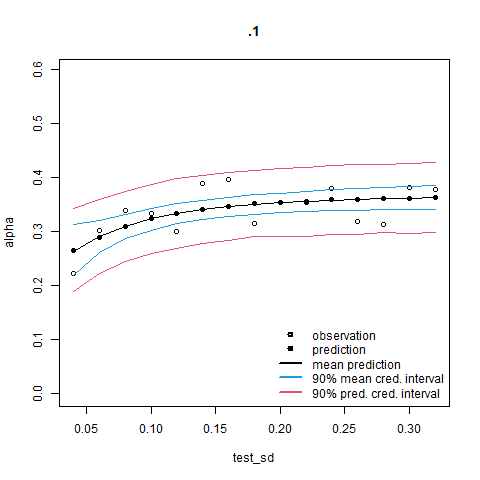 .1
alpha
0.6
0.5
0.4
0.3
0.2
0.1
0.0
observation
prediction
mean prediction
90% mean cred. interval
90% pred. cred. interval
0.05 0.10 0.15 0.20 0.25 0.30
test_sd